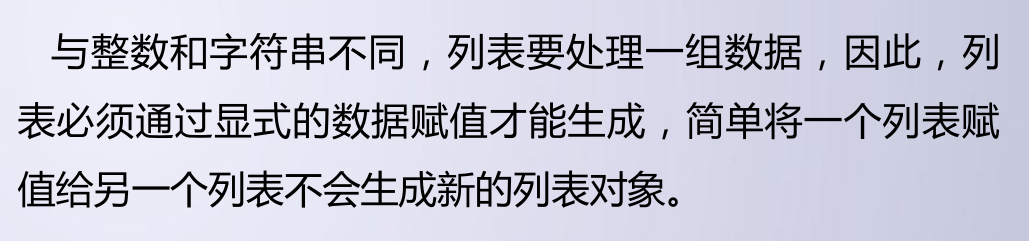 与整数和字符串不同，列表要处理一组数据，因此，列
表必须通过显式的数据赋值才能生成，简单将一个列表赋
值给另一个列表不会生成新的列表对象。